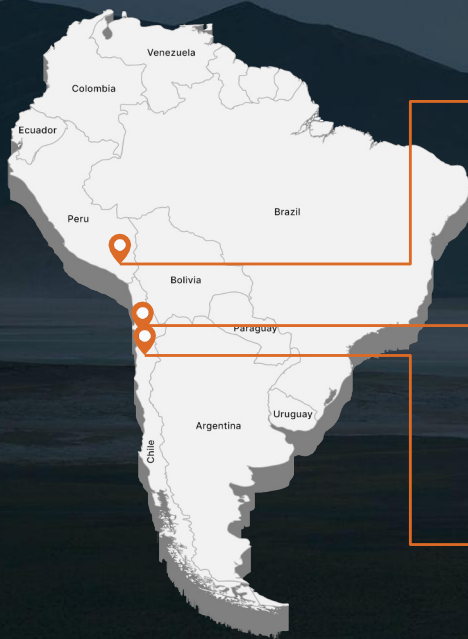 Venezuela
Colombia
Ecuador
Peru
Brazil
Bolivia
Paraguay
Uruguay
Argentina
Chile